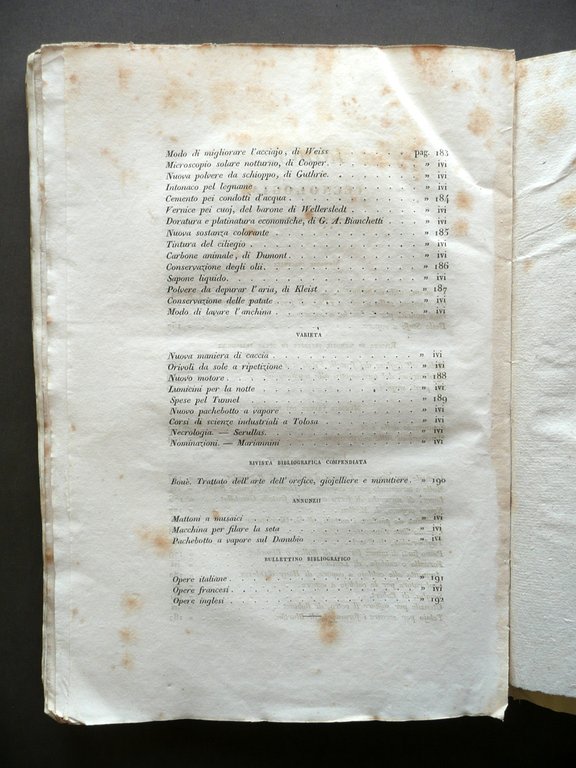 Modo di migliorare l'acciajo, di Weiss . . . . . . . pag. 183
Microscopio solare notturno, di Cooper. . . . . . . . » ivi
Nuova polvere da schioppo, di Guthrie. . . . . . . . » ivi
Intonaco pel legname . . . . . . . . . . . . » ivi
Cemento pei condotti d'acqua . . . . . . . . . . » 184
Vernice pei cuoj, del barone di Wellersledt . . . . . . » ivi
Doratura e platinatura economiche, di G. A. Bianchetti . . . » ivi
Nuova sostanza colorante . . . . . . . . . . . » 185
Tintura del ciliegio . . . . . . . . . . . . » ivi
Carbone animale, di Dumont . . . . . . . . . . » ivi
Conservazione degli olii . . . . . . . . . . . » 186
Sapone liquido. . . . . . . . . . . . . . » ivi
Polvere da depurar l'aria, di Kleist . . . . . . . . » 187
Conservazione delle patate . . . . . . . . . . » ivi
Modo di lavare l'anchina . . . . . . . . . . . » ivi
VARIETÀ
Nuova maniera di caccia . . . . . . . . . . . » ivi
Orivoli da sole a ripetizione . . . . . . . . . . » ivi
Nuovo motore . . . . . . . . . . . . . . » 188
Lumicini per la notte . . . . . . . . . . . . » ivi
Spese pel Tunnel . . . . . . . . . . . . . » 189
Nuovo pachebotto a vapore . . . . . . . . . . » ivi
Corsi di scienze industriali a Tolosa . . . . . . . . » ivi
Necrologia. — Serullas. . . . . . . . . . . . » ivi
Nominazioni. — Mariannini . . . . . . . . . . . » ivi
RIVISTA BIBLIOGRAFICA COMPENDIATA
Bouè. Trattato dell'arte dell'orefice, giojelliere e minutiere. . » 190
ANNUNZII
Mattoni a musaici . . . . . . . . . . . . . » ivi
Macchina per filare la seta . . . . . . . . . . » ivi
Pachebotto a vapore sul Danubio . . . . . . . . . » ivi
BULLETTINO BIBLIOGRAFICO
Opere italiane . . . . . . . . . . . . . . » 191
Opere francesi . . . . . . . . . . . . . . » ivi
Opere inglesi . . . . . . . . . . . . . . » 192